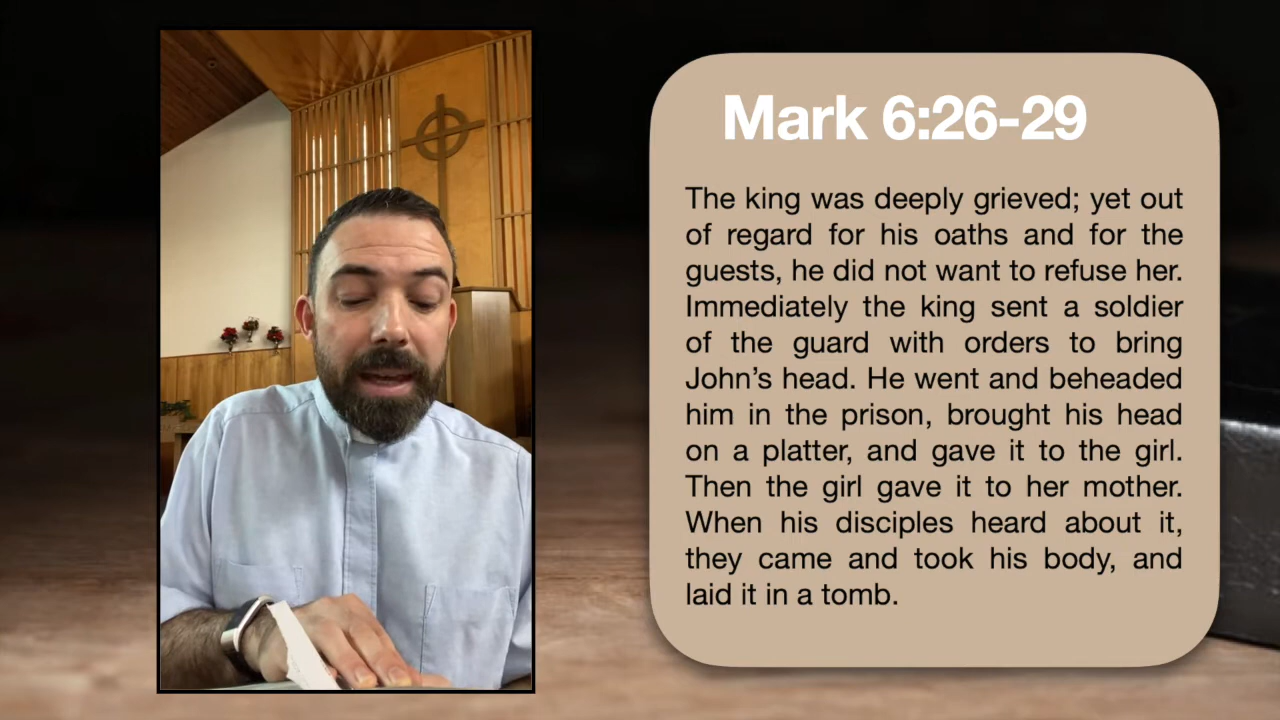 Mark 6:26-29
The king was deeply grieved; yet out
of regard for his oaths and for the
guests, he did not want to refuse her.
Immediately the king sent a soldier
of the guard with orders to bring
John’s head. He went and beheaded
him in the prison, brought his head
on a platter, and gave it to the girl.
Then the girl gave it to her mother.
When his disciples heard about it,
they came and took his body, and
laid it in a tomb.